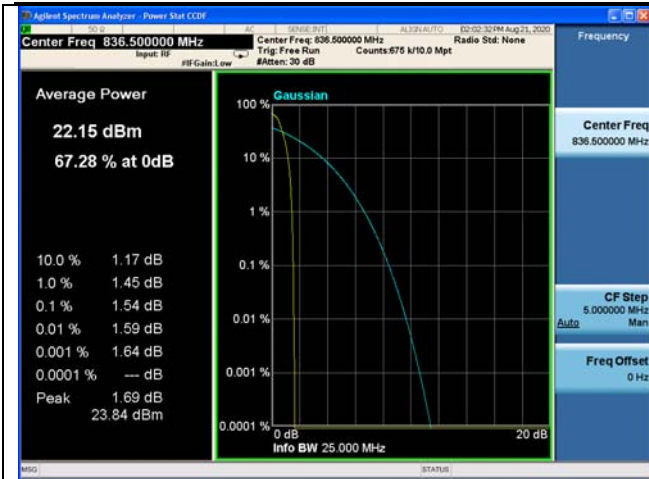 Agilent Spectrum Analyzer - Power Stat CCDF
50 Ω AC SENSE:INT ALIGN AUTO 02:02:32 PM Aug 21, 2020
Center Freq 836.500000 MHz
Input: RF
#IFGain:Low
Center Freq: 836.500000 MHz
Radio Std: None
Trig: Free Run Counts:675 k/10.0 Mpt
#Atten: 30 dB
Average Power
22.15 dBm
67.28 % at 0dB
10.0 % 1.17 dB
1.0 % 1.45 dB
0.1 % 1.54 dB
0.01 % 1.59 dB
0.001 % 1.64 dB
0.0001 % --- dB
Peak 1.69 dB
23.84 dBm
Gaussian
100 %
10 %
1 %
0.1 %
0.01 %
0.001 %
0.0001 %
0 dB 20 dB
Info BW 25.000 MHz
Frequency
Center Freq
836.500000 MHz
CF Step
5.000000 MHz
Auto Man
Freq Offset
0 Hz
MSG STATUS